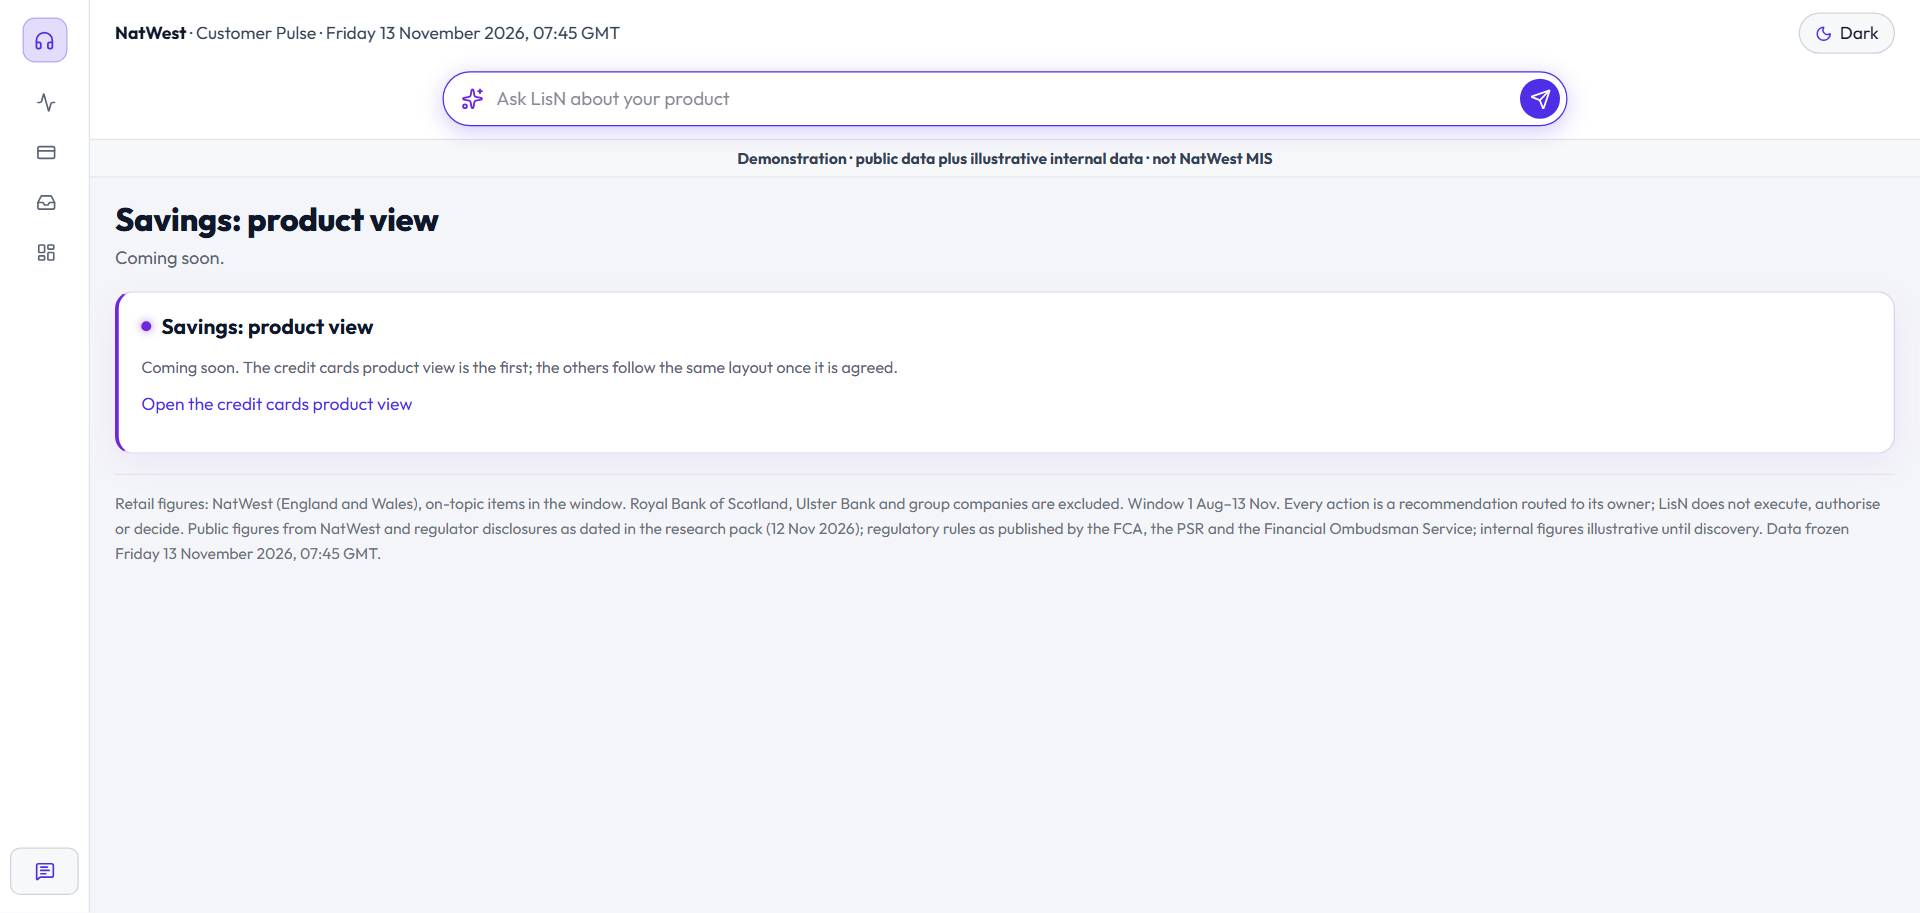 NatWest · Customer Pulse · Friday 13 November 2026, 07:45 GMT
Dark
Ask LisN about your product
Demonstration · public data plus illustrative internal data · not NatWest MIS
Savings: product view
Coming soon.
Savings: product view
Coming soon. The credit cards product view is the first; the others follow the same layout once it is agreed.
Open the credit cards product view
Retail figures: NatWest (England and Wales), on-topic items in the window. Royal Bank of Scotland, Ulster Bank and group companies are excluded. Window 1 Aug–13 Nov. Every action is a recommendation routed to its owner; LisN does not execute, authorise
or decide. Public figures from NatWest and regulator disclosures as dated in the research pack (12 Nov 2026); regulatory rules as published by the FCA, the PSR and the Financial Ombudsman Service; internal figures illustrative until discovery. Data frozen
Friday 13 November 2026, 07:45 GMT.